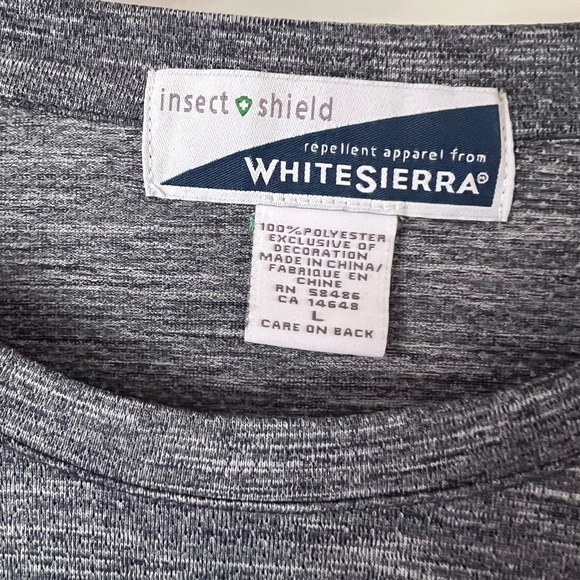 insect shield
repellent apparel from
WHITESIERRA®
100% POLYESTER
EXCLUSIVE OF
DECORATION
MADE IN CHINA/
FABRIQUE EN
CHINE
RN 58486
CA 14648
L
CARE ON BACK